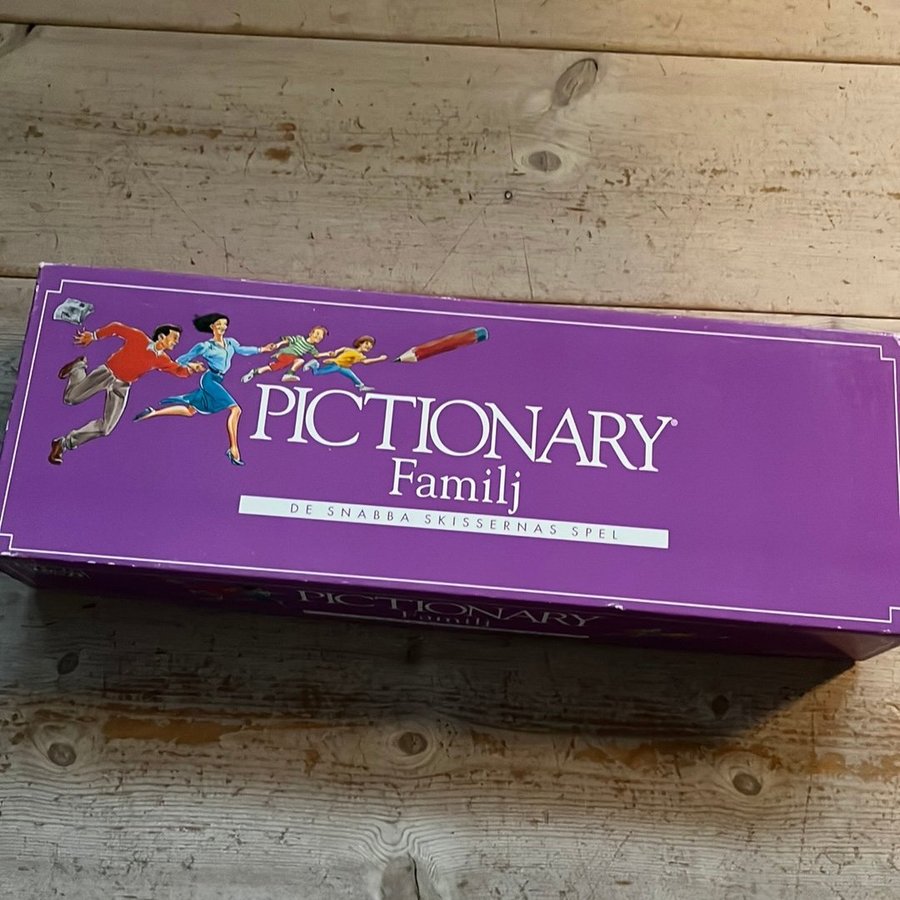 PICTIONARY®
Familj
DE SNABBA SKISSERNAS SPEL
PICTIONARY
Familj